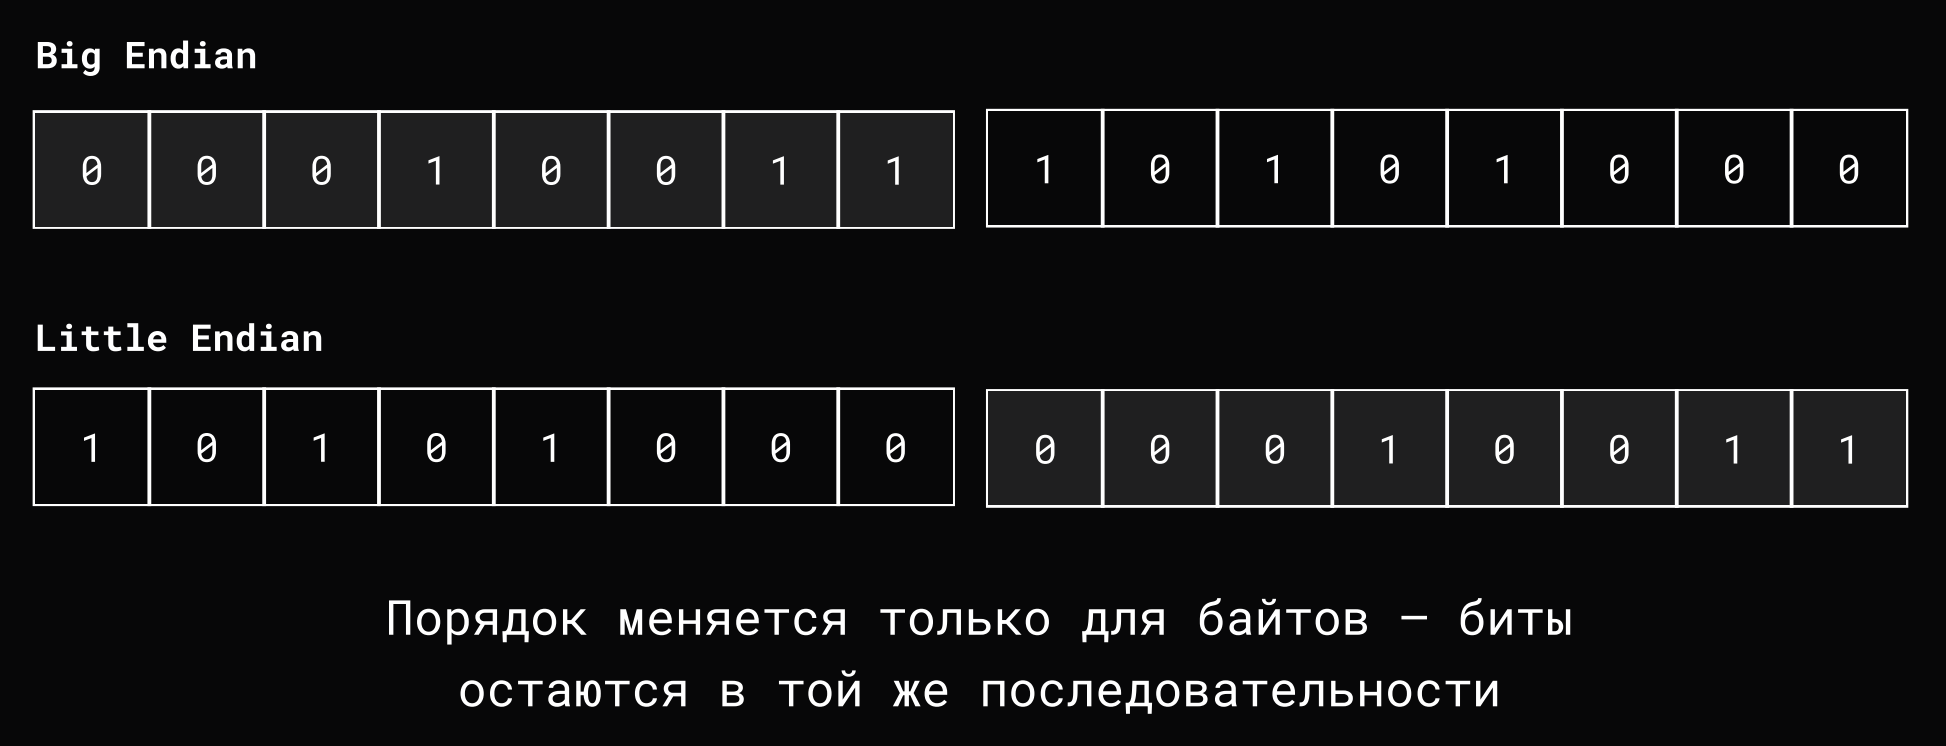 Big Endian
0 0 0 1 0 0 1 1 1 0 1 0 1 0 0 0
Little Endian
1 0 1 0 1 0 0 0 0 0 0 1 0 0 1 1
Порядок меняется только для байтов — биты
остаются в той же последовательности